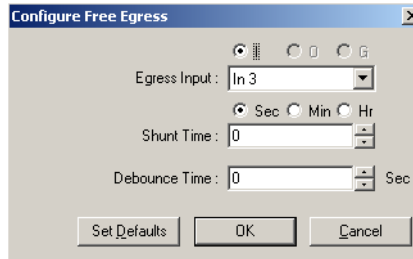 Configure Free Egress
I O G
Egress Input : In 3
Sec Min Hr
Shunt Time : 0
Debounce Time : 0 Sec
Set Defaults OK Cancel